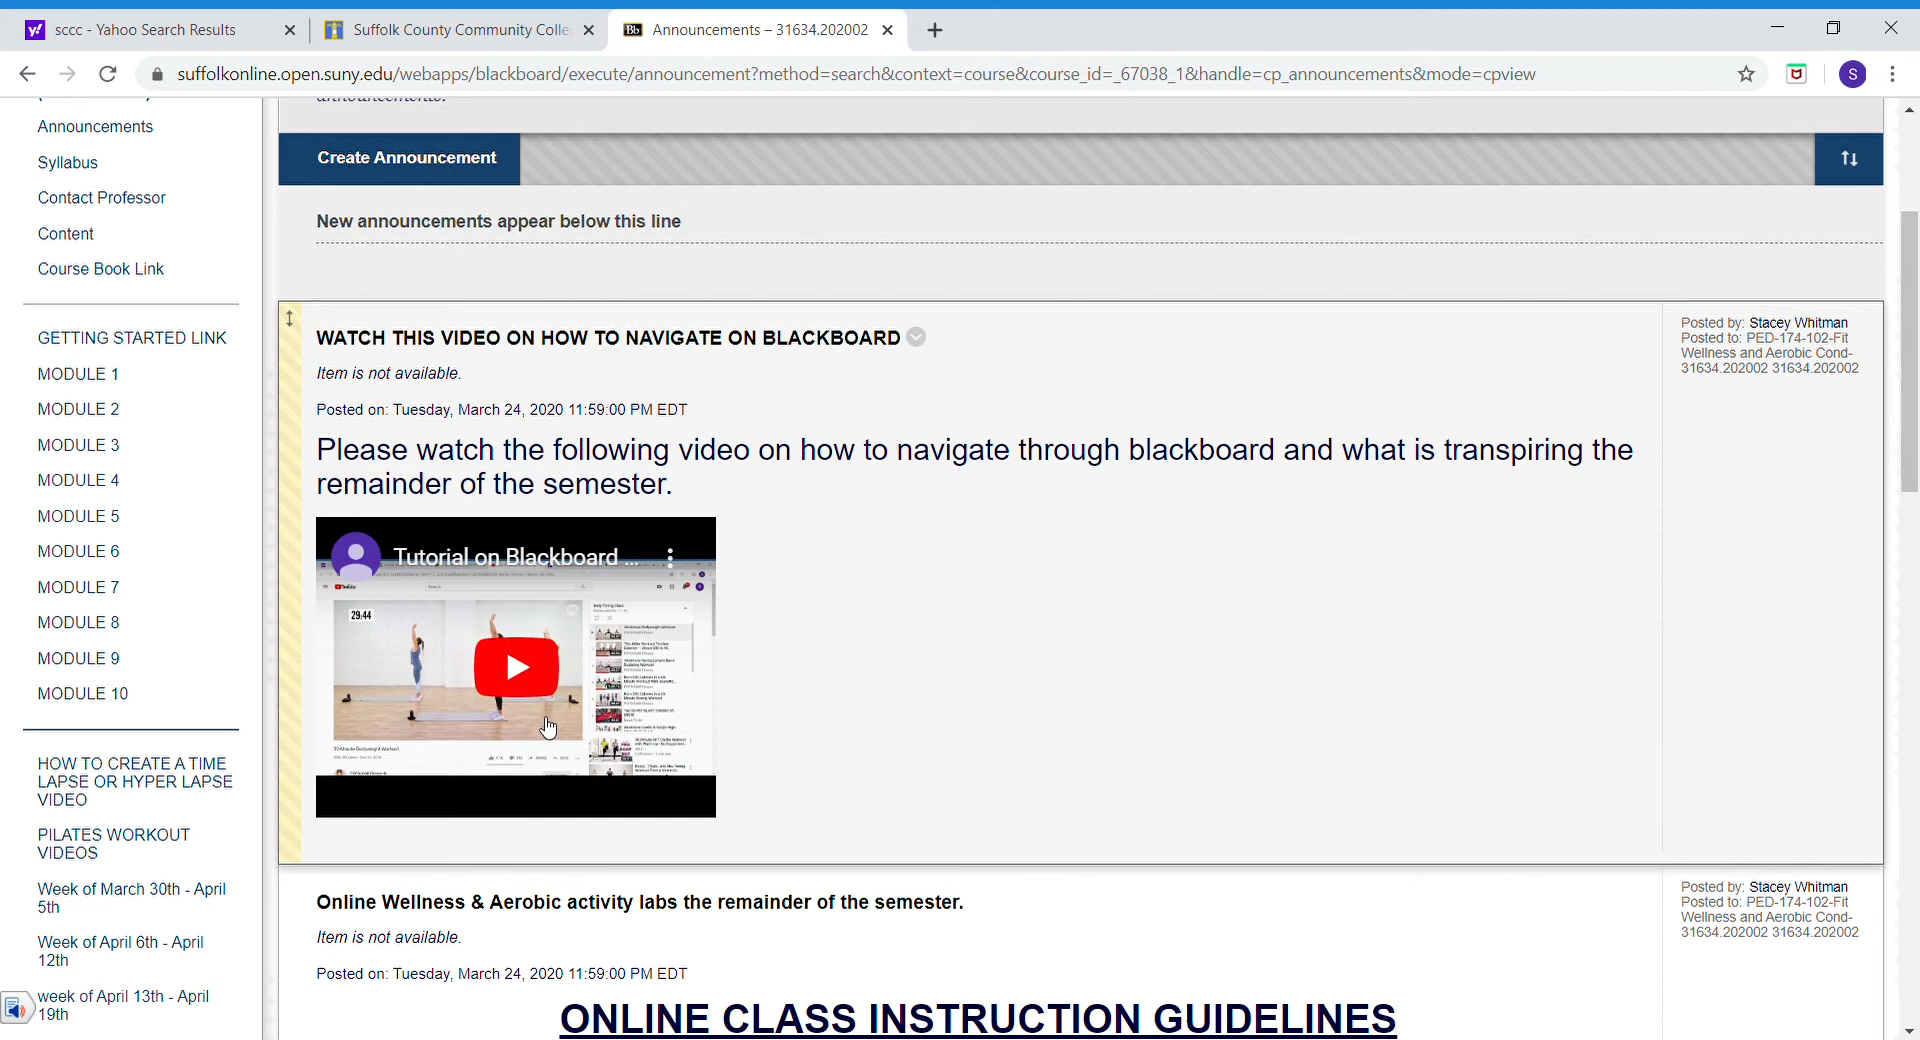 sccc - Yahoo Search Results
Suffolk County Community Colle
Bb Announcements – 31634.202002
suffolkonline.open.suny.edu/webapps/blackboard/execute/announcement?method=search&context=course&course_id=_67038_1&handle=cp_announcements&mode=cpview
S
announcements.
Announcements
Syllabus
Contact Professor
Content
Course Book Link
GETTING STARTED LINK
MODULE 1
MODULE 2
MODULE 3
MODULE 4
MODULE 5
MODULE 6
MODULE 7
MODULE 8
MODULE 9
MODULE 10
HOW TO CREATE A TIME
LAPSE OR HYPER LAPSE
VIDEO
PILATES WORKOUT
VIDEOS
Week of March 30th - April
5th
Week of April 6th - April
12th
week of April 13th - April
19th
Create Announcement
New announcements appear below this line
WATCH THIS VIDEO ON HOW TO NAVIGATE ON BLACKBOARD
Item is not available.
Posted on: Tuesday, March 24, 2020 11:59:00 PM EDT
Please watch the following video on how to navigate through blackboard and what is transpiring the
remainder of the semester.
Tutorial on Blackboard ...
29:44
30-Minute Bodyweight Workout
Posted by: Stacey Whitman
Posted to: PED-174-102-Fit
Wellness and Aerobic Cond-
31634.202002 31634.202002
Online Wellness & Aerobic activity labs the remainder of the semester.
Item is not available.
Posted on: Tuesday, March 24, 2020 11:59:00 PM EDT
ONLINE CLASS INSTRUCTION GUIDELINES
Posted by: Stacey Whitman
Posted to: PED-174-102-Fit
Wellness and Aerobic Cond-
31634.202002 31634.202002